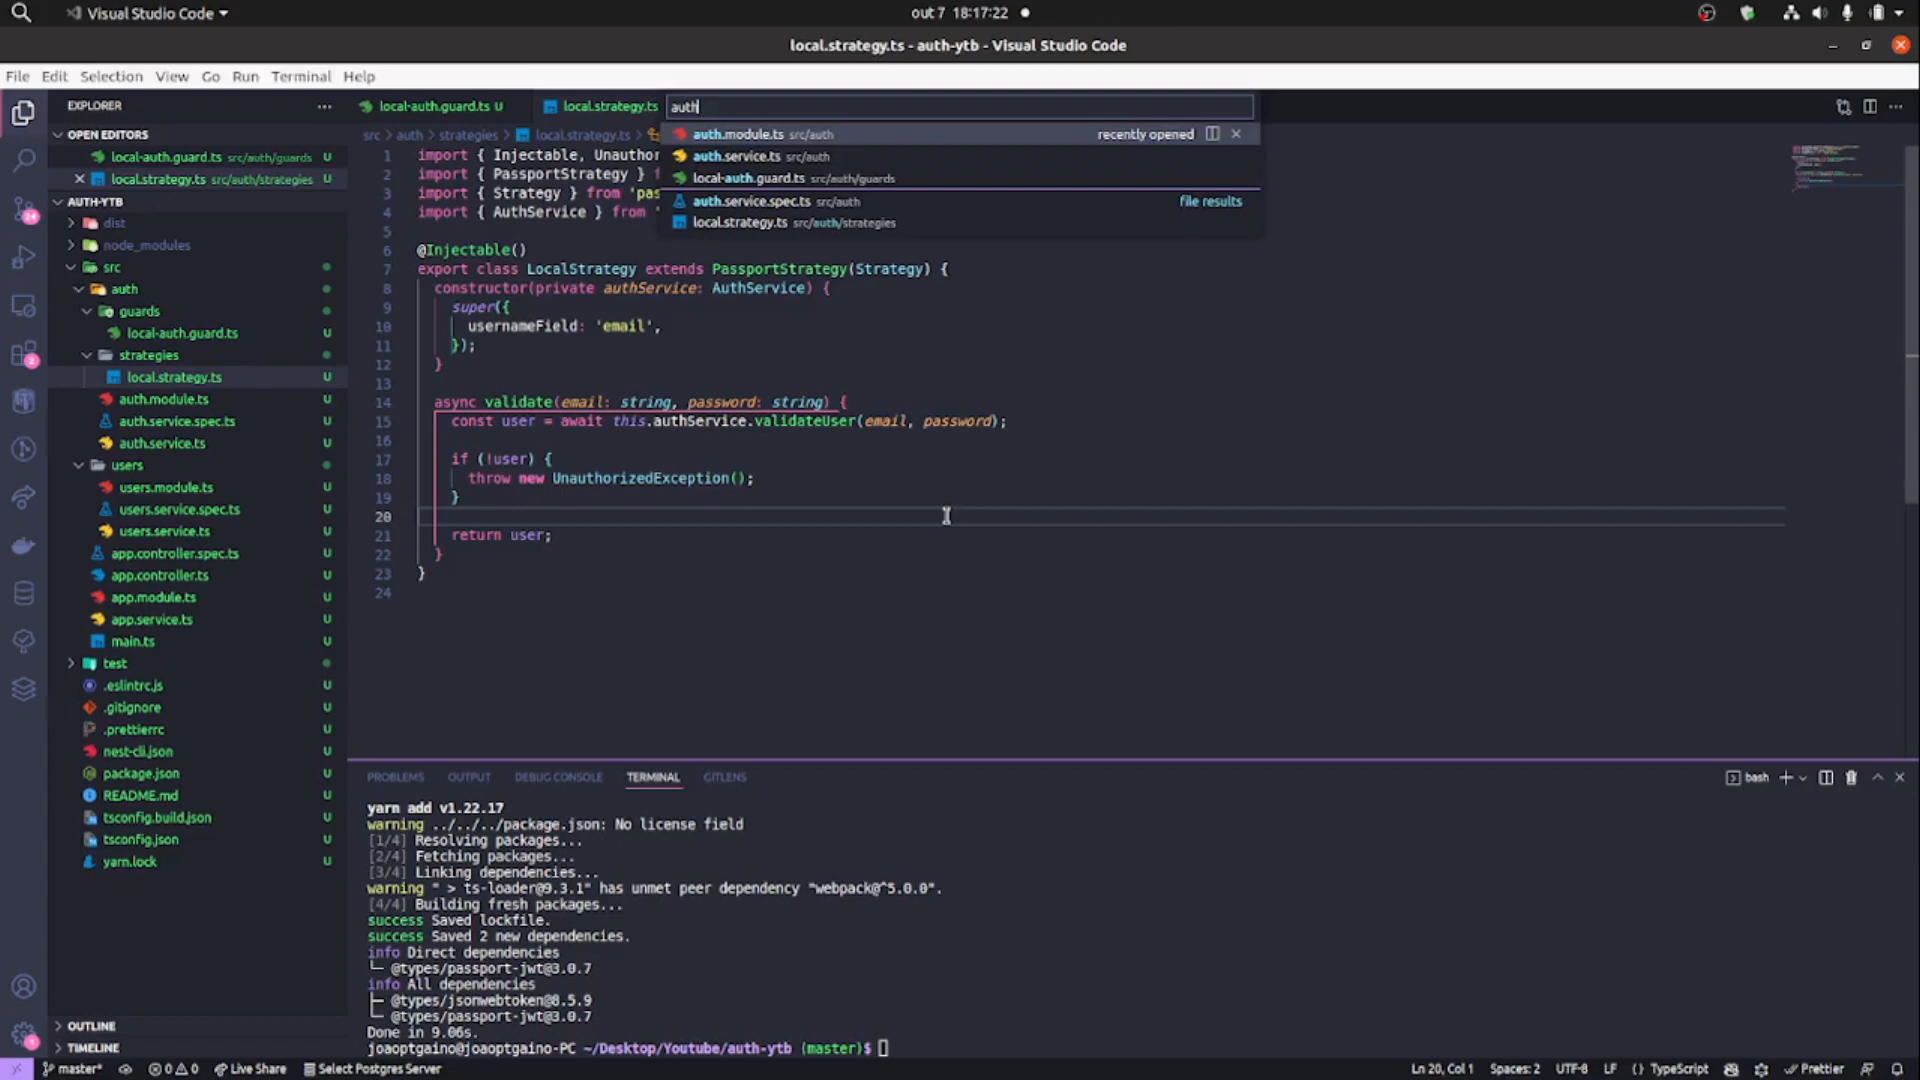 Visual Studio Code
out 7 18:17:22
local.strategy.ts - auth-ytb - Visual Studio Code
File Edit Selection View Go Run Terminal Help
EXPLORER
OPEN EDITORS
local-auth.guard.ts src/auth/guards U
local.strategy.ts src/auth/strategies U
AUTH-YTB
dist
node_modules
src
auth
guards
local-auth.guard.ts U
strategies
local.strategy.ts U
auth.module.ts U
auth.service.spec.ts U
auth.service.ts U
users
users.module.ts U
users.service.spec.ts U
users.service.ts U
app.controller.spec.ts U
app.controller.ts U
app.module.ts U
app.service.ts U
main.ts U
test
.eslintrc.js U
.gitignore U
.prettierrc U
nest-cli.json U
package.json U
README.md U
tsconfig.build.json U
tsconfig.json U
yarn.lock U
OUTLINE
TIMELINE
24
2
1
local-auth.guard.ts U
local.strategy.ts
auth
auth.module.ts src/auth recently opened
auth.service.ts src/auth
local-auth.guard.ts src/auth/guards
auth.service.spec.ts src/auth file results
local.strategy.ts src/auth/strategies
src > auth > strategies > local.strategy.ts >
1 import { Injectable, Unauthor
2 import { PassportStrategy } f
3 import { Strategy } from 'pas
4 import { AuthService } from '
5
6 @Injectable()
7 export class LocalStrategy extends PassportStrategy(Strategy) {
8 constructor(private authService: AuthService) {
9 super({
10 usernameField: 'email',
11 });
12 }
13
14 async validate(email: string, password: string) {
15 const user = await this.authService.validateUser(email, password);
16
17 if (!user) {
18 throw new UnauthorizedException();
19 }
20
21 return user;
22 }
23 }
24
PROBLEMS OUTPUT DEBUG CONSOLE TERMINAL GITLENS
bash
yarn add v1.22.17
warning ../../../package.json: No license field
[1/4] Resolving packages...
[2/4] Fetching packages...
[3/4] Linking dependencies...
warning " > ts-loader@9.3.1" has unmet peer dependency "webpack@^5.0.0".
[4/4] Building fresh packages...
success Saved lockfile.
success Saved 2 new dependencies.
info Direct dependencies
└─ @types/passport-jwt@3.0.7
info All dependencies
├─ @types/jsonwebtoken@8.5.9
└─ @types/passport-jwt@3.0.7
Done in 9.06s.
joaoptgaino@joaoptgaino-PC ~/Desktop/Youtube/auth-ytb (master)$
master* 0 0 Live Share Select Postgres Server
Ln 20, Col 1 Spaces: 2 UTF-8 LF {} TypeScript Prettier